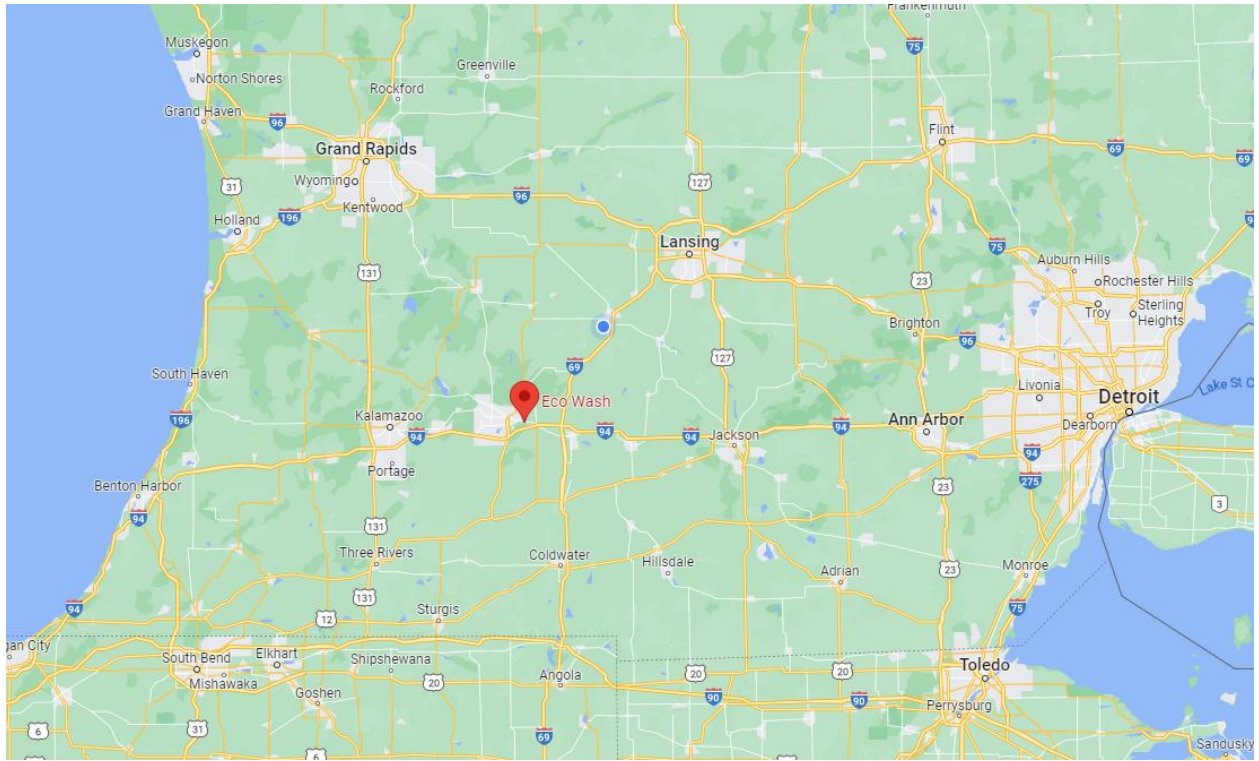 Frankenmuth
Muskegon
75
Greenville
Norton Shores
Rockford
Grand Haven
96
Flint
Grand Rapids
69
69
Wyoming
127
31
96
Kentwood
Holland
196
Lansing
75
131
Auburn Hills
23
Rochester Hills
Troy
Sterling
Heights
Brighton
96
127
69
South Haven
Livonia
Lake St C
Eco Wash
Detroit
196
Kalamazoo
Ann Arbor
Dearborn
94
94
94
94
Jackson
94
Portage
275
Benton Harbor
23
3
94
131
Three Rivers
Coldwater
Hillsdale
Adrian
Monroe
23
131
94
Sturgis
75
12
gan City
South Bend
Elkhart
Shipshewana
Toledo
Mishawaka
20
Angola
20
20
Goshen
90
90
Perrysburg
6
31
69
Sandusky
6